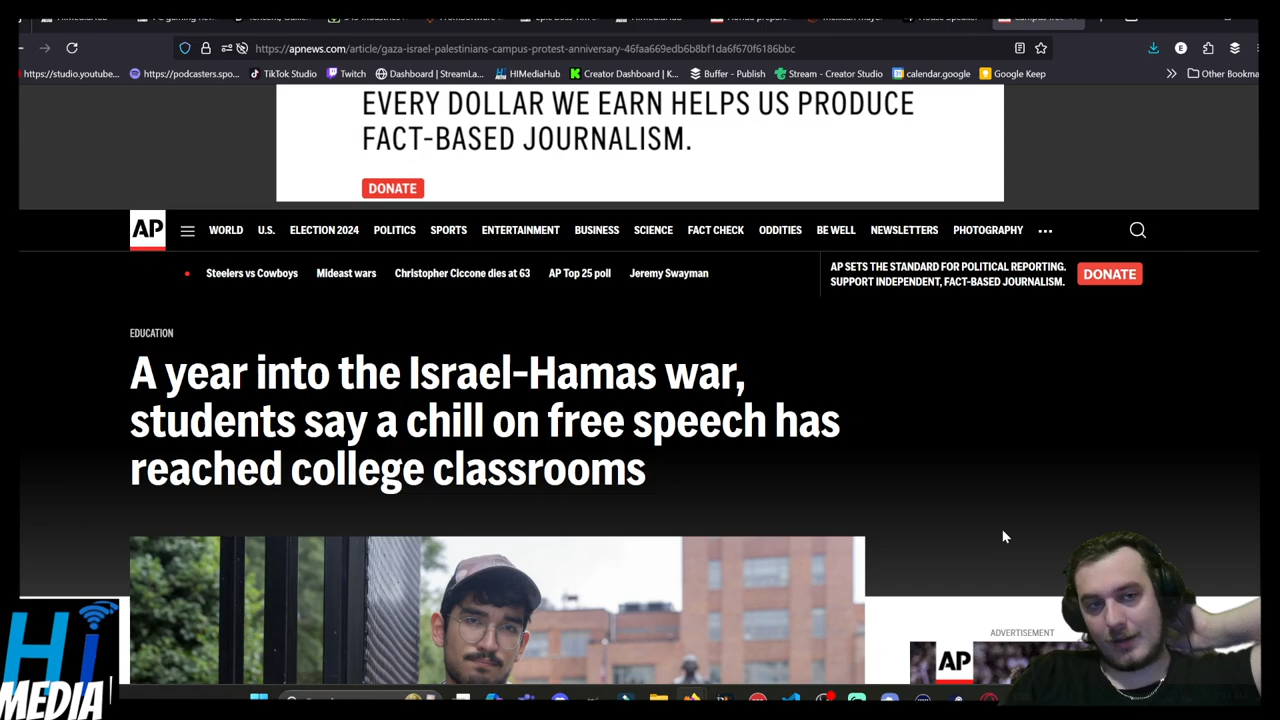 https://apnews.com/article/gaza-israel-palestinians-campus-protest-anniversary-46faa669edb6b8bf1da6f670f6186bbc
https://studio.youtube... https://podcasters.spo... TikTok Studio Twitch Dashboard | StreamLa... HIMediaHub Creator Dashboard | K... Buffer - Publish Stream - Creator Studio calendar.google Google Keep Other Bookma
EVERY DOLLAR WE EARN HELPS US PRODUCE
FACT-BASED JOURNALISM.
DONATE
AP WORLD U.S. ELECTION 2024 POLITICS SPORTS ENTERTAINMENT BUSINESS SCIENCE FACT CHECK ODDITIES BE WELL NEWSLETTERS PHOTOGRAPHY
Steelers vs Cowboys Mideast wars Christopher Ciccone dies at 63 AP Top 25 poll Jeremy Swayman
AP SETS THE STANDARD FOR POLITICAL REPORTING.
SUPPORT INDEPENDENT, FACT-BASED JOURNALISM.
DONATE
EDUCATION
A year into the Israel-Hamas war,
students say a chill on free speech has
reached college classrooms
ADVERTISEMENT
AP
Hi
MEDIA